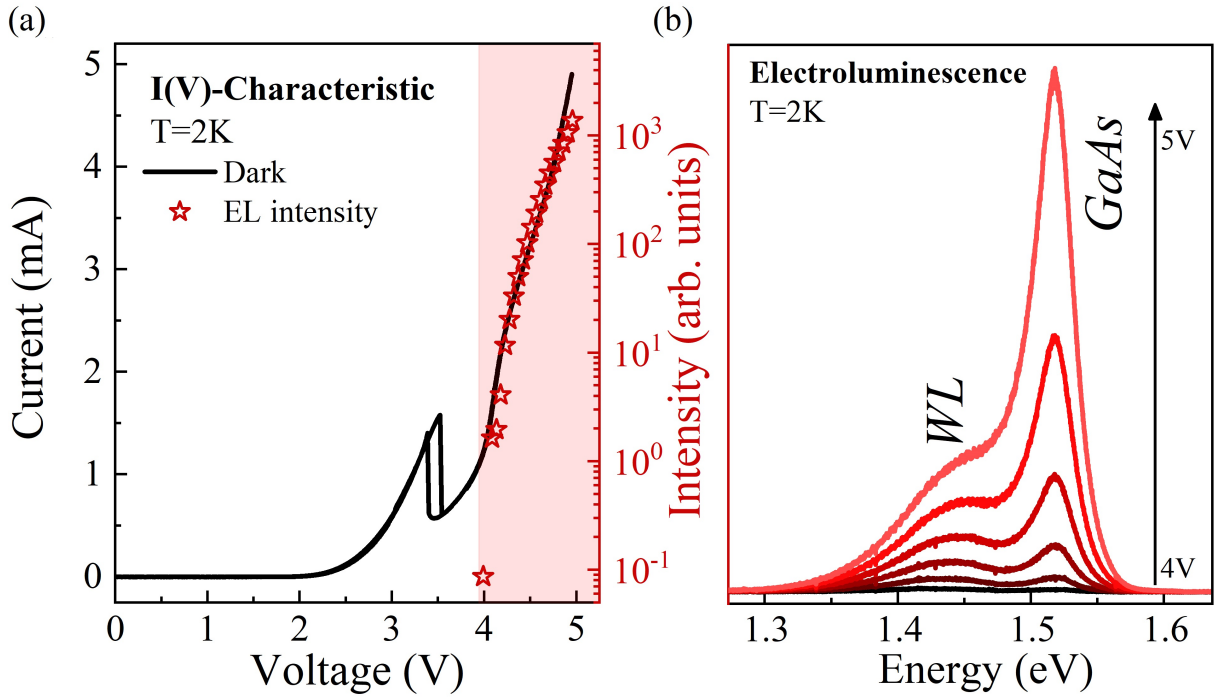 (a)
I(V)-Characteristic
T=2K
Dark
EL intensity
Current (mA)
5
4
3
2
1
0
0 1 2 3 4 5
Voltage (V)
10³
10²
10¹
10⁰
10⁻¹
Intensity (arb. units)
(b)
Electroluminescence
T=2K
WL
GaAs
5V
4V
1.3 1.4 1.5 1.6
Energy (eV)